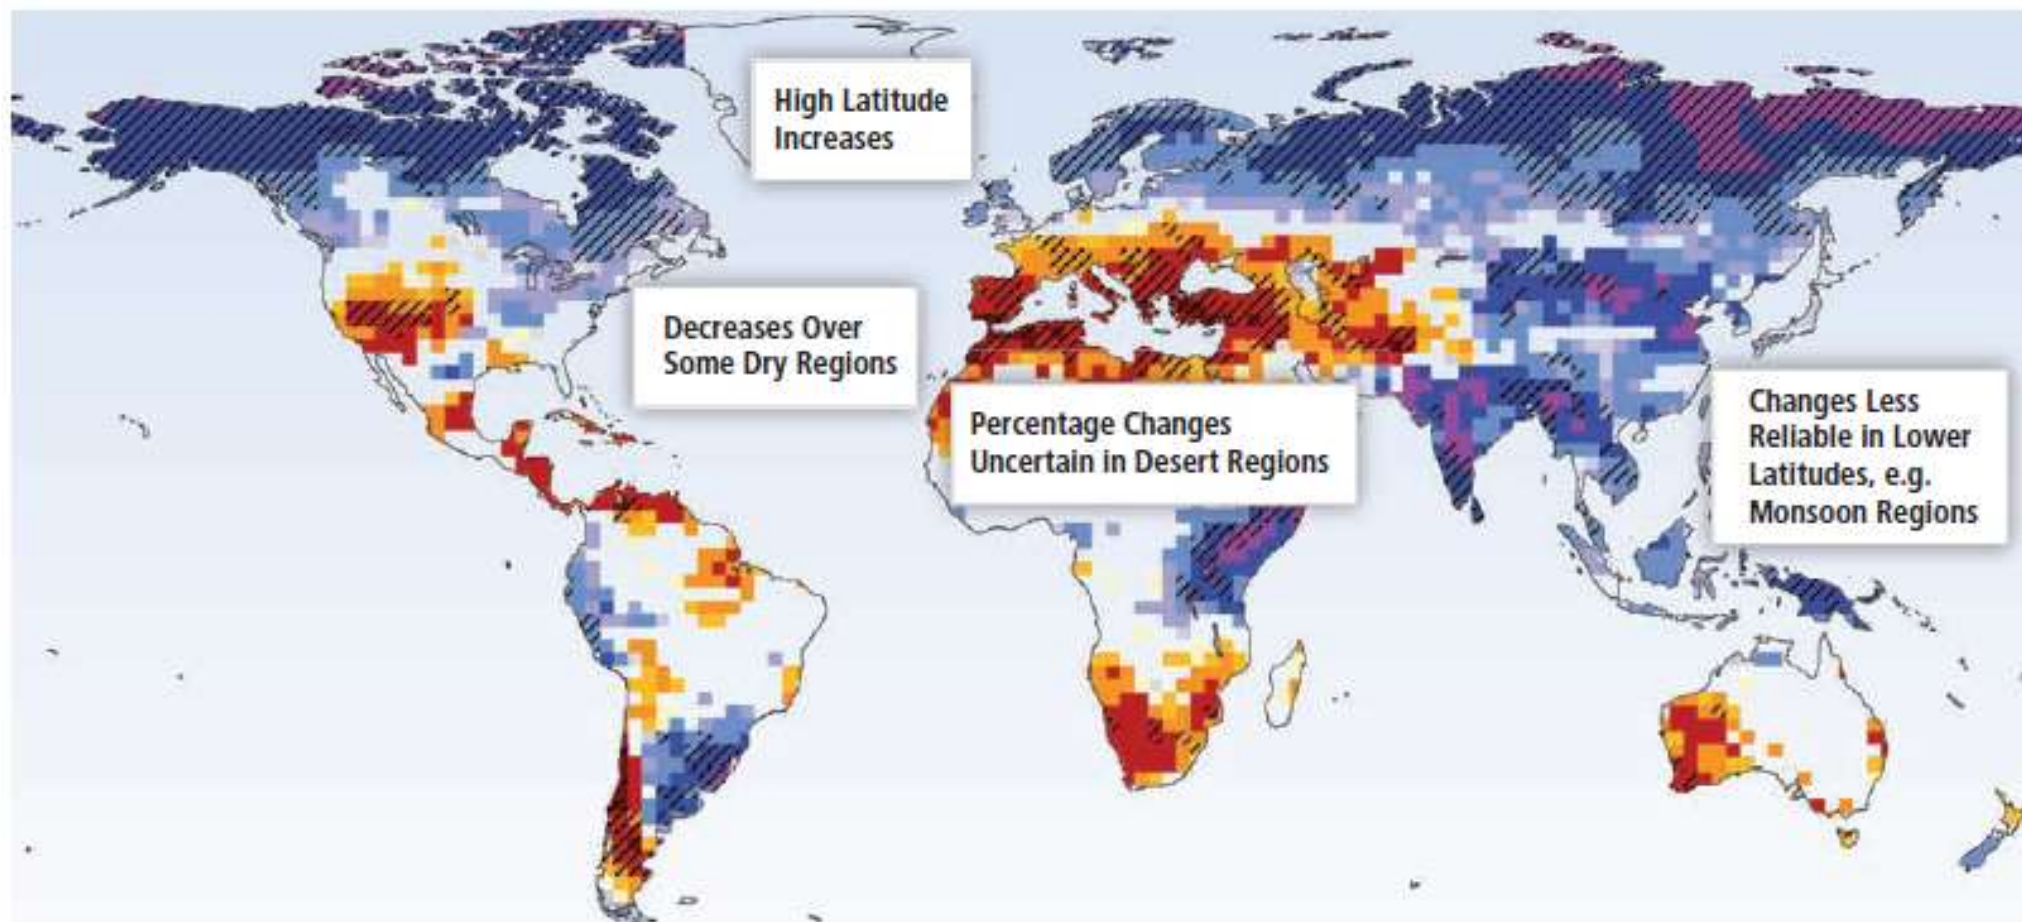 High Latitude
Increases
Decreases Over
Some Dry Regions
Percentage Changes
Uncertain in Desert Regions
Changes Less
Reliable in Lower
Latitudes, e.g.
Monsoon Regions